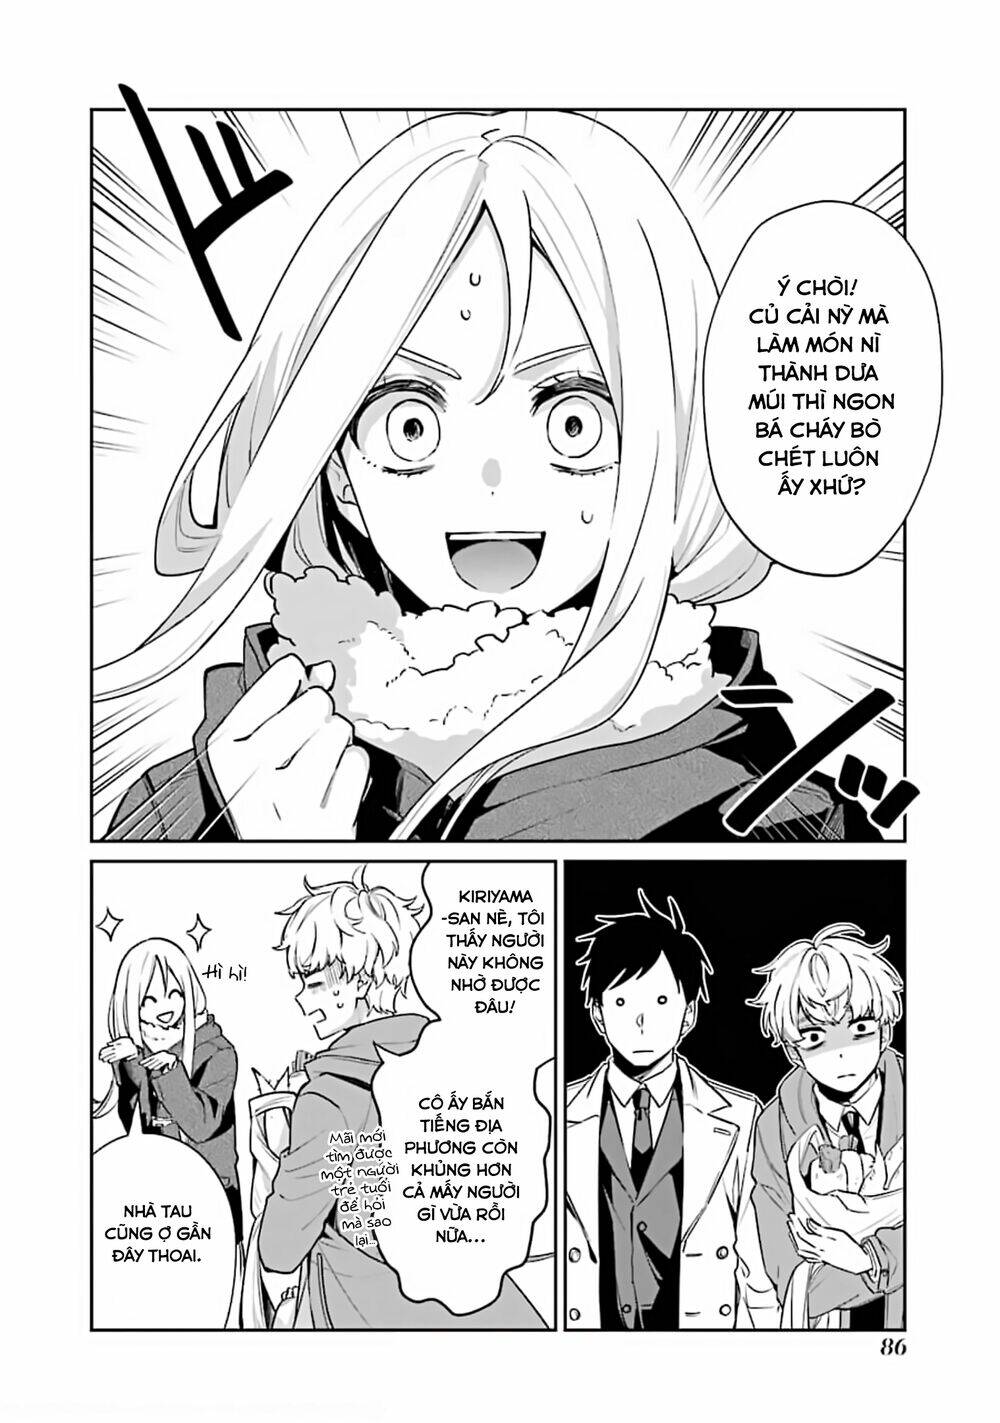 Ý CHỜI!
CỦ CẢI NỲ MÀ
LÀM MÓN NÌ
THÀNH DƯA
MÚI THÌ NGON
BÁ CHÁY BÒ
CHÉT LUÔN
ẤY XHỨ?
KIRIYAMA
-SAN NÈ, TÔI
THẤY NGƯỜI
NÀY KHÔNG
NHỜ ĐƯỢC
ĐÂU!
CÔ ẤY BẮN
TIẾNG ĐỊA
PHƯƠNG CÒN
KHỦNG HƠN
CẢ MẤY NGƯỜI
GÌ VỪA RỒI
NỮA...
Mãi mới
tìm được
một người
trẻ tuổi
để hỏi
mà sao
lại...
Hì hì!
NHÀ TAU
CŨNG Ợ GẦN
ĐÂY THOAI.
86